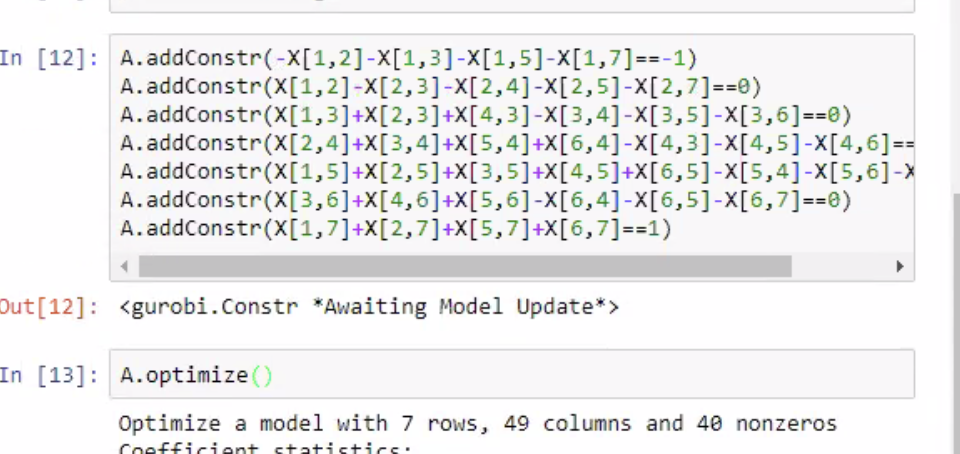 In [12]:
A.addConstr(-X[1,2]-X[1,3]-X[1,5]-X[1,7]==-1)
A.addConstr(X[1,2]-X[2,3]-X[2,4]-X[2,5]-X[2,7]==0)
A.addConstr(X[1,3]+X[2,3]+X[4,3]-X[3,4]-X[3,5]-X[3,6]==0)
A.addConstr(X[2,4]+X[3,4]+X[5,4]+X[6,4]-X[4,3]-X[4,5]-X[4,6]==
A.addConstr(X[1,5]+X[2,5]+X[3,5]+X[4,5]+X[6,5]-X[5,4]-X[5,6]-X
A.addConstr(X[3,6]+X[4,6]+X[5,6]-X[6,4]-X[6,5]-X[6,7]==0)
A.addConstr(X[1,7]+X[2,7]+X[5,7]+X[6,7]==1)
Out[12]: <gurobi.Constr *Awaiting Model Update*>
In [13]: A.optimize()
Optimize a model with 7 rows, 49 columns and 40 nonzeros
Coefficient statistics: